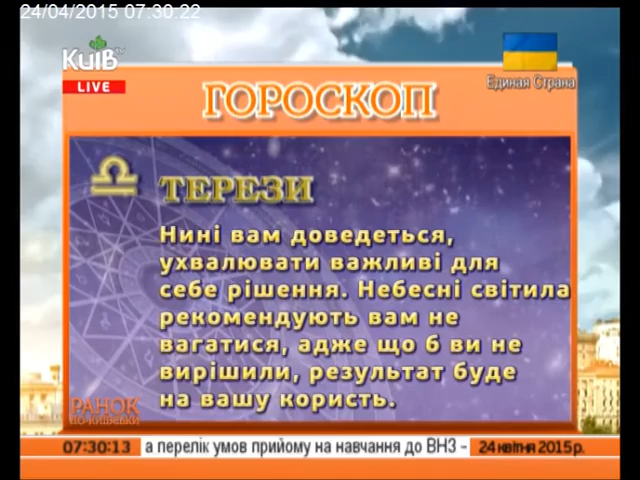 24/04/2015 07:30:22
КиїВ
LIVE
Единая Страна
ГОРОСКОП
ТЕРЕЗИ
Нині вам доведеться,
ухвалювати важливі для
себе рішення. Небесні світила
рекомендують вам не
вагатися, адже що б ви не
вирішили, результат буде
на вашу користь.
РАНОК
ПО-КИЇВСЬКИ
07:30:13 а перелік умов прийому на навчання до ВНЗ – 24 квітня 2015р.